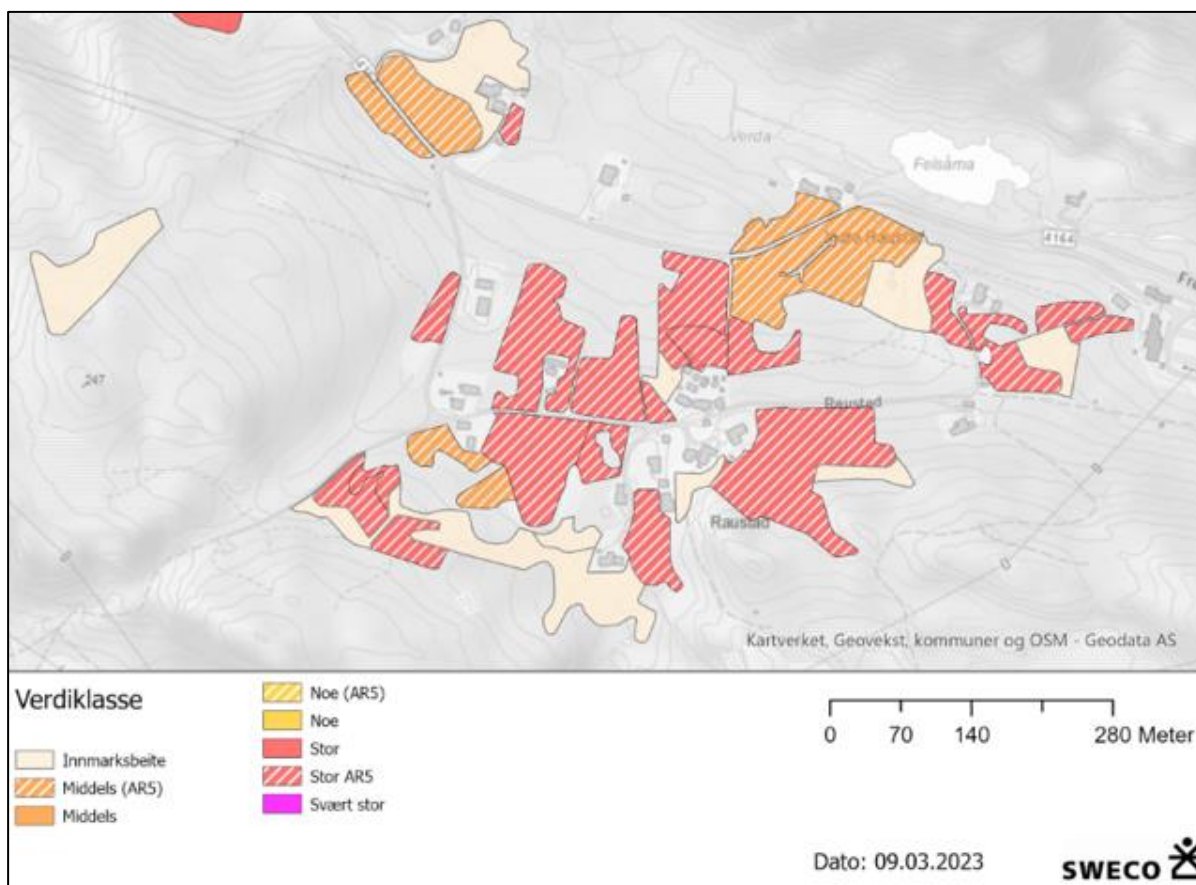 Verda
Felsåma
4164
247
Raustad
Raustad
Kartverket, Geovekst, kommuner og OSM - Geodata AS
Verdiklasse
Innmarksbeite
Middels (AR5)
Middels
Noe (AR5)
Noe
Stor
Stor AR5
Svært stor
0 70 140 280 Meter
Dato: 09.03.2023
SWECO